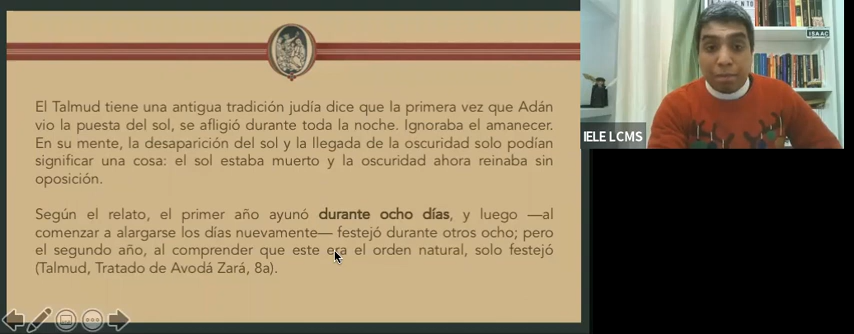 El Talmud tiene una antigua tradición judía dice que la primera vez que Adán
vio la puesta del sol, se afligió durante toda la noche. Ignoraba el amanecer.
En su mente, la desaparición del sol y la llegada de la oscuridad solo podían
significar una cosa: el sol estaba muerto y la oscuridad ahora reinaba sin
oposición.
Según el relato, el primer año ayunó durante ocho días, y luego —al
comenzar a alargarse los días nuevamente— festejó durante otros ocho; pero
el segundo año, al comprender que este era el orden natural, solo festejó
(Talmud, Tratado de Avodá Zará, 8a).
ISAAC
IELE LCMS